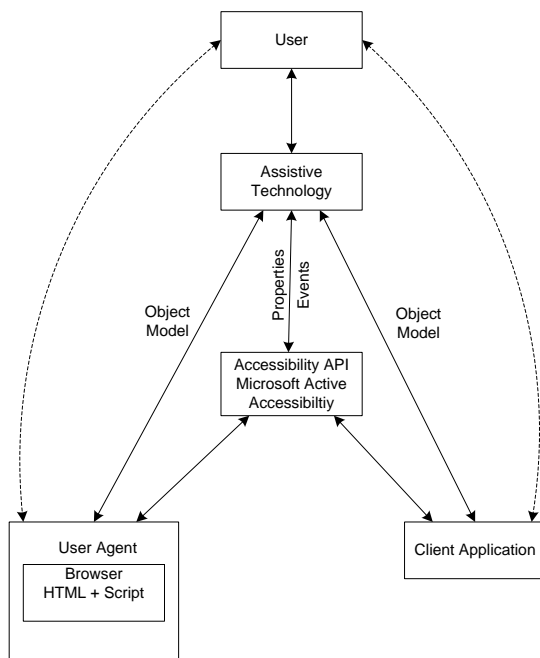 User
Assistive
Technology
Properties
Events
Object
Model
Object
Model
Accessibility API
Microsoft Active
Accessibiltiy
User Agent
Browser
HTML + Script
Client Application